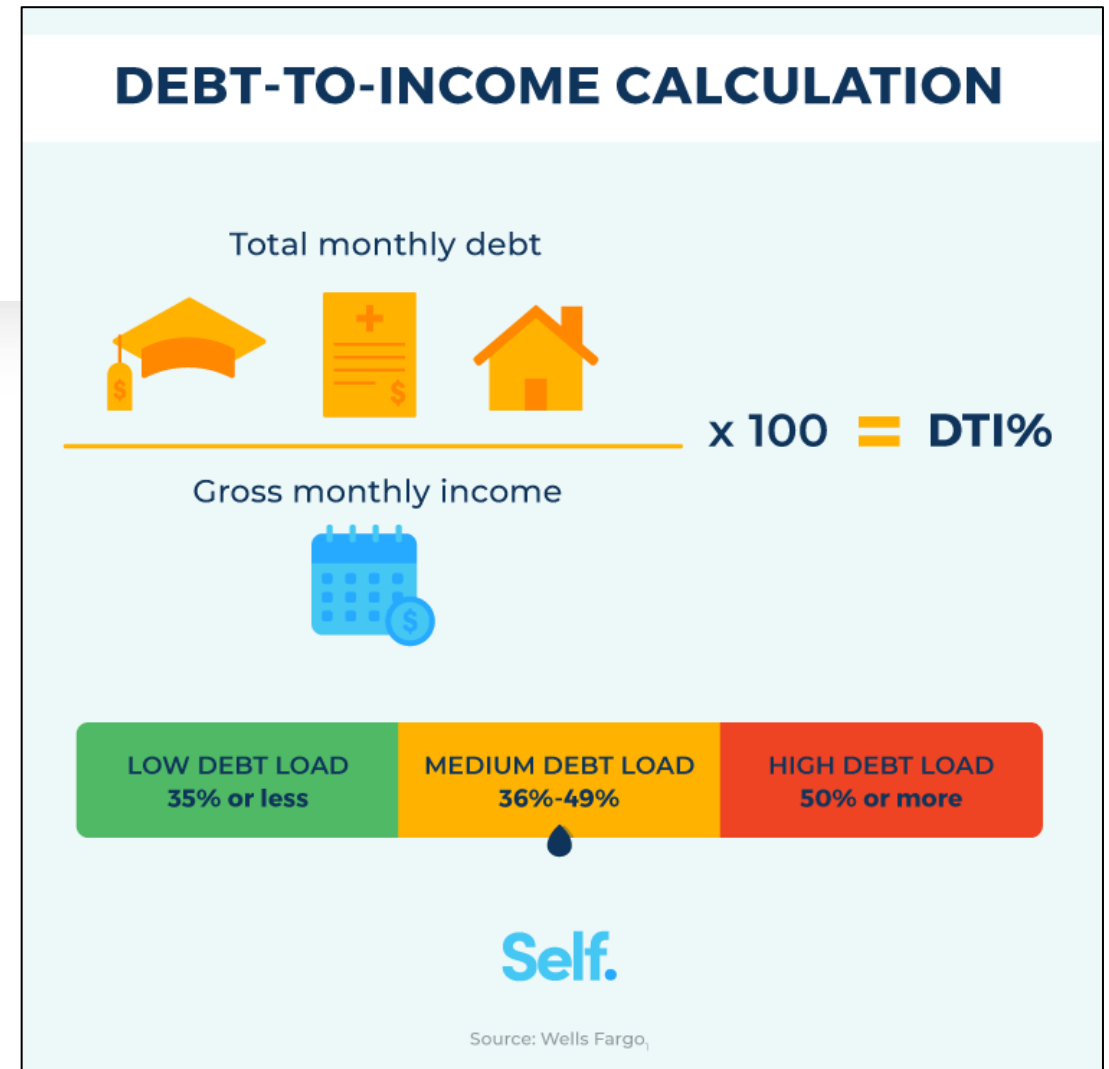 DEBT-TO-INCOME CALCULATION
Total monthly debt
$
+
$
x 100 = DTI%
Gross monthly income
$
LOW DEBT LOAD
35% or less
MEDIUM DEBT LOAD
36%-49%
HIGH DEBT LOAD
50% or more
Self.
Source: Wells Fargo₁